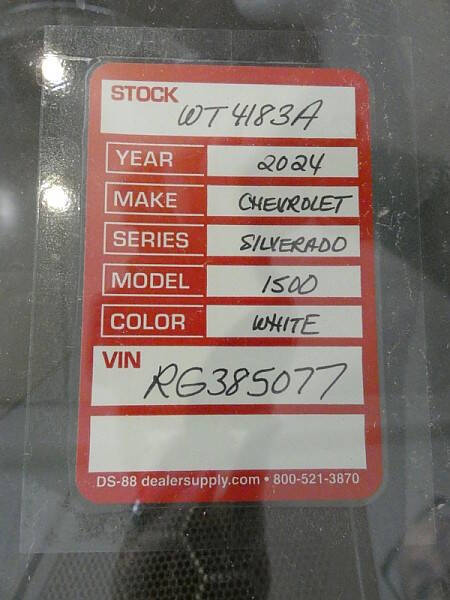 STOCK
WT4183A
YEAR 2024
MAKE CHEVROLET
SERIES SILVERADO
MODEL 1500
COLOR WHITE
VIN
RG385077
DS-88 dealersupply.com • 800-521-3870